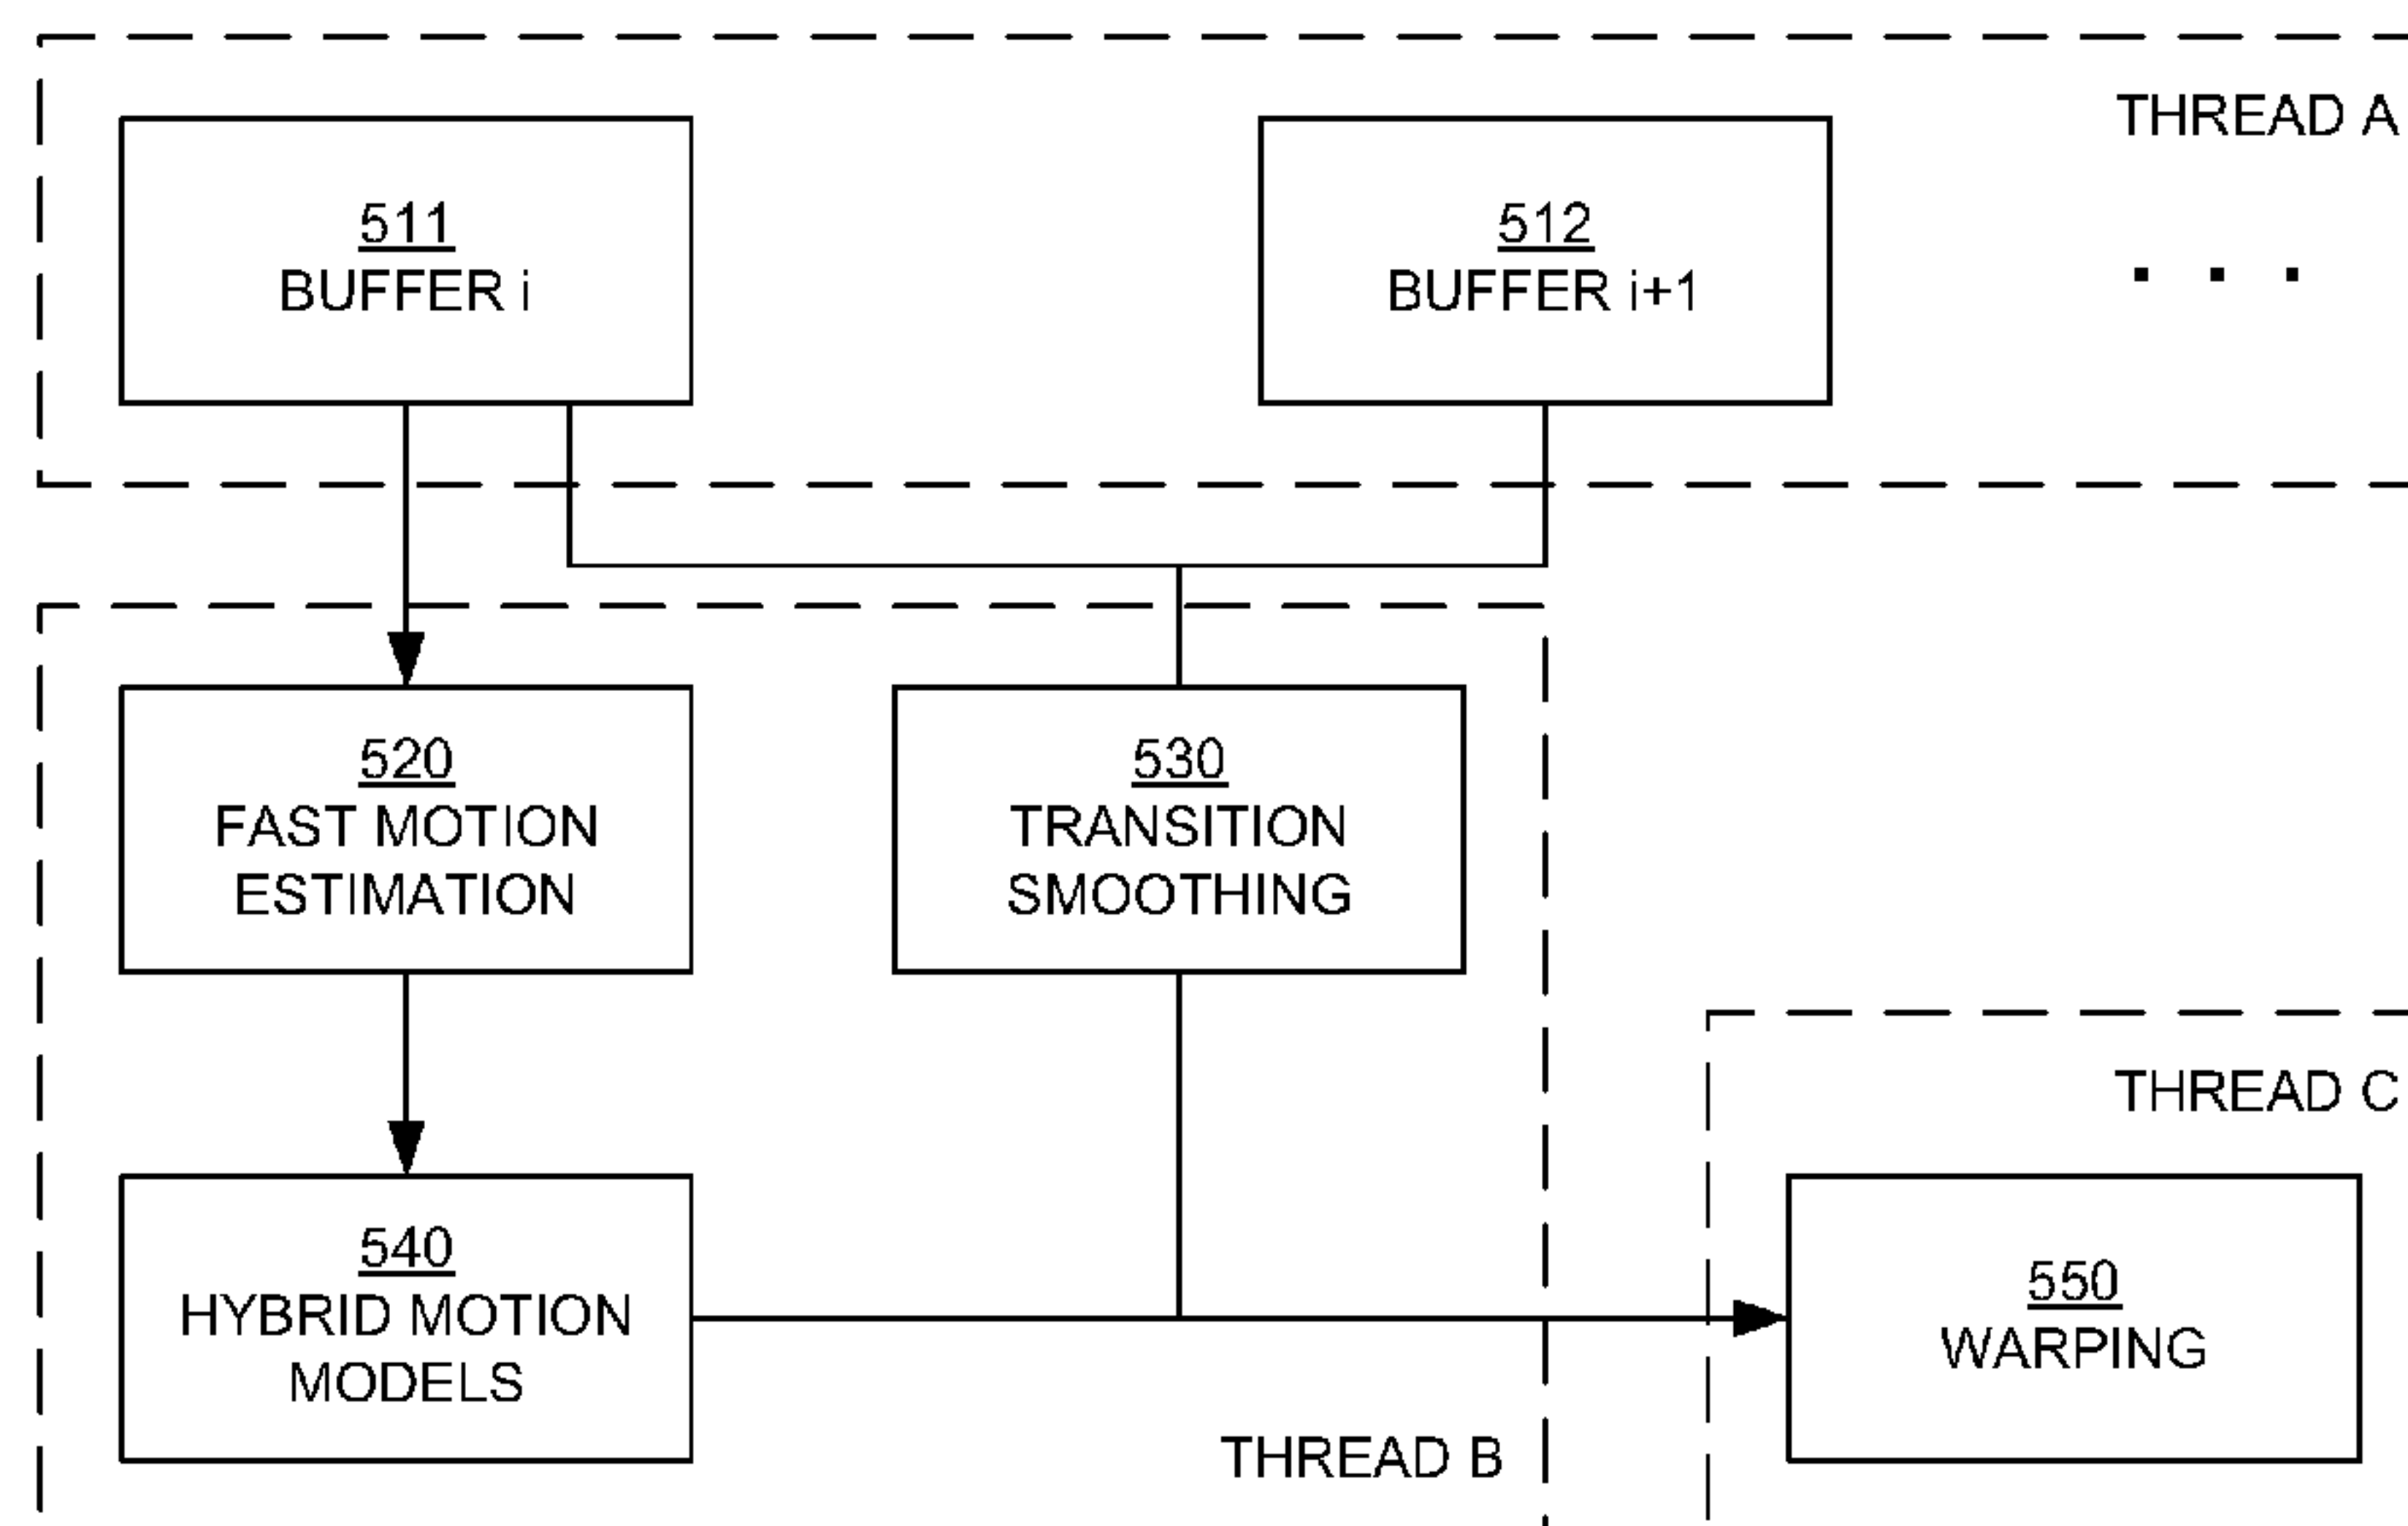 THREAD A
511
BUFFER i
512
BUFFER i+1
. . .
520
FAST MOTION
ESTIMATION
530
TRANSITION
SMOOTHING
THREAD C
540
HYBRID MOTION
MODELS
550
WARPING
THREAD B